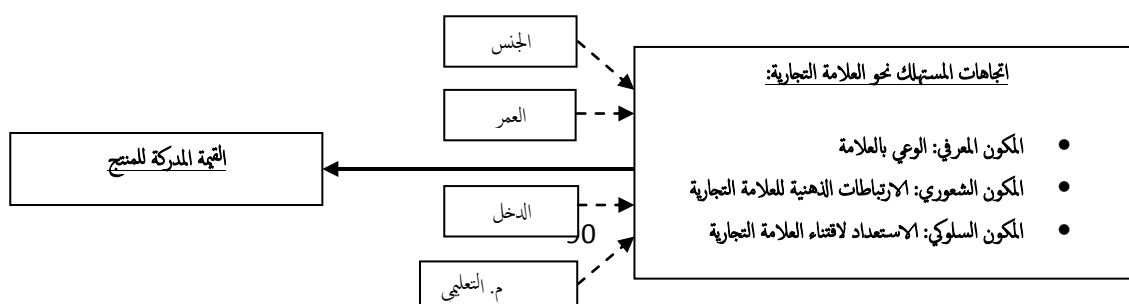 الجنس
اتجاهات المستهلك نحو العلامة التجارية:
العمر
المكون المعرفي: الوعي بالعلامة
القيمة المدركة للمنتج
المكون الشعوري: الارتباطات الذهنية للعلامة التجارية
الدخل
المكون السلوكي: الاستعداد لاقتناء العلامة التجارية
90
م. التعليمي